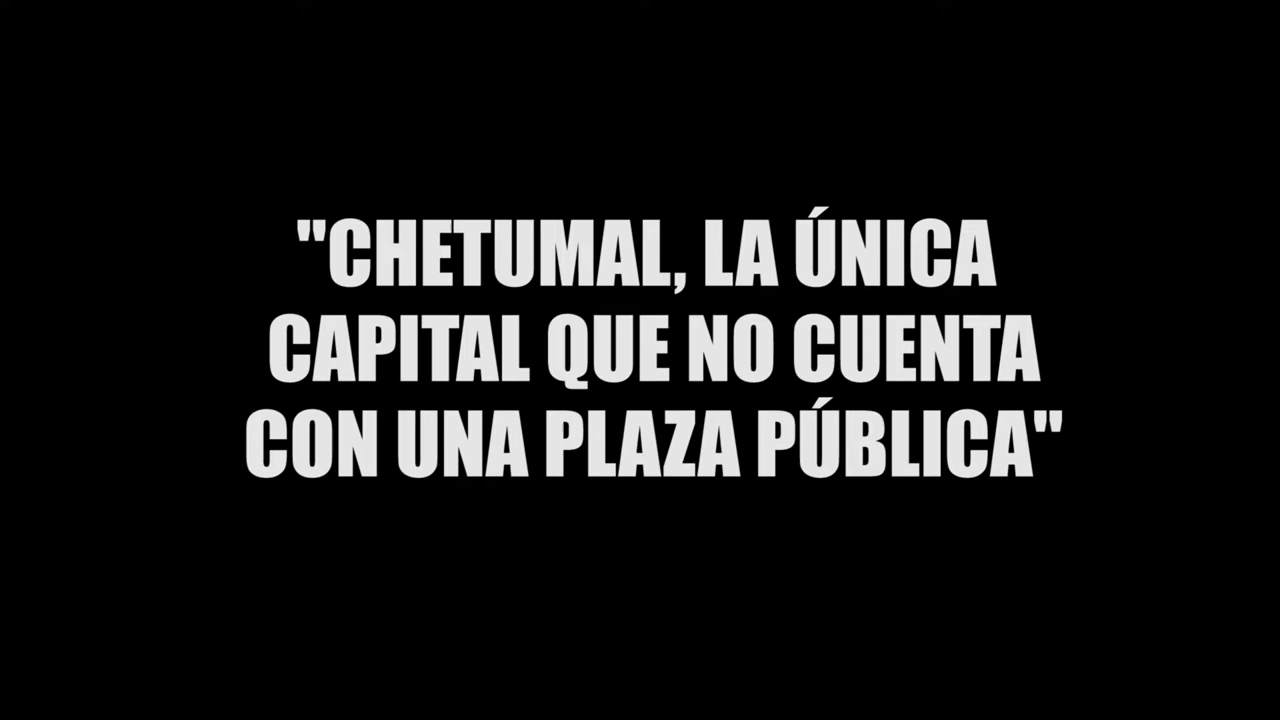 "CHETUMAL, LA ÚNICA
CAPITAL QUE NO CUENTA
CON UNA PLAZA PÚBLICA"